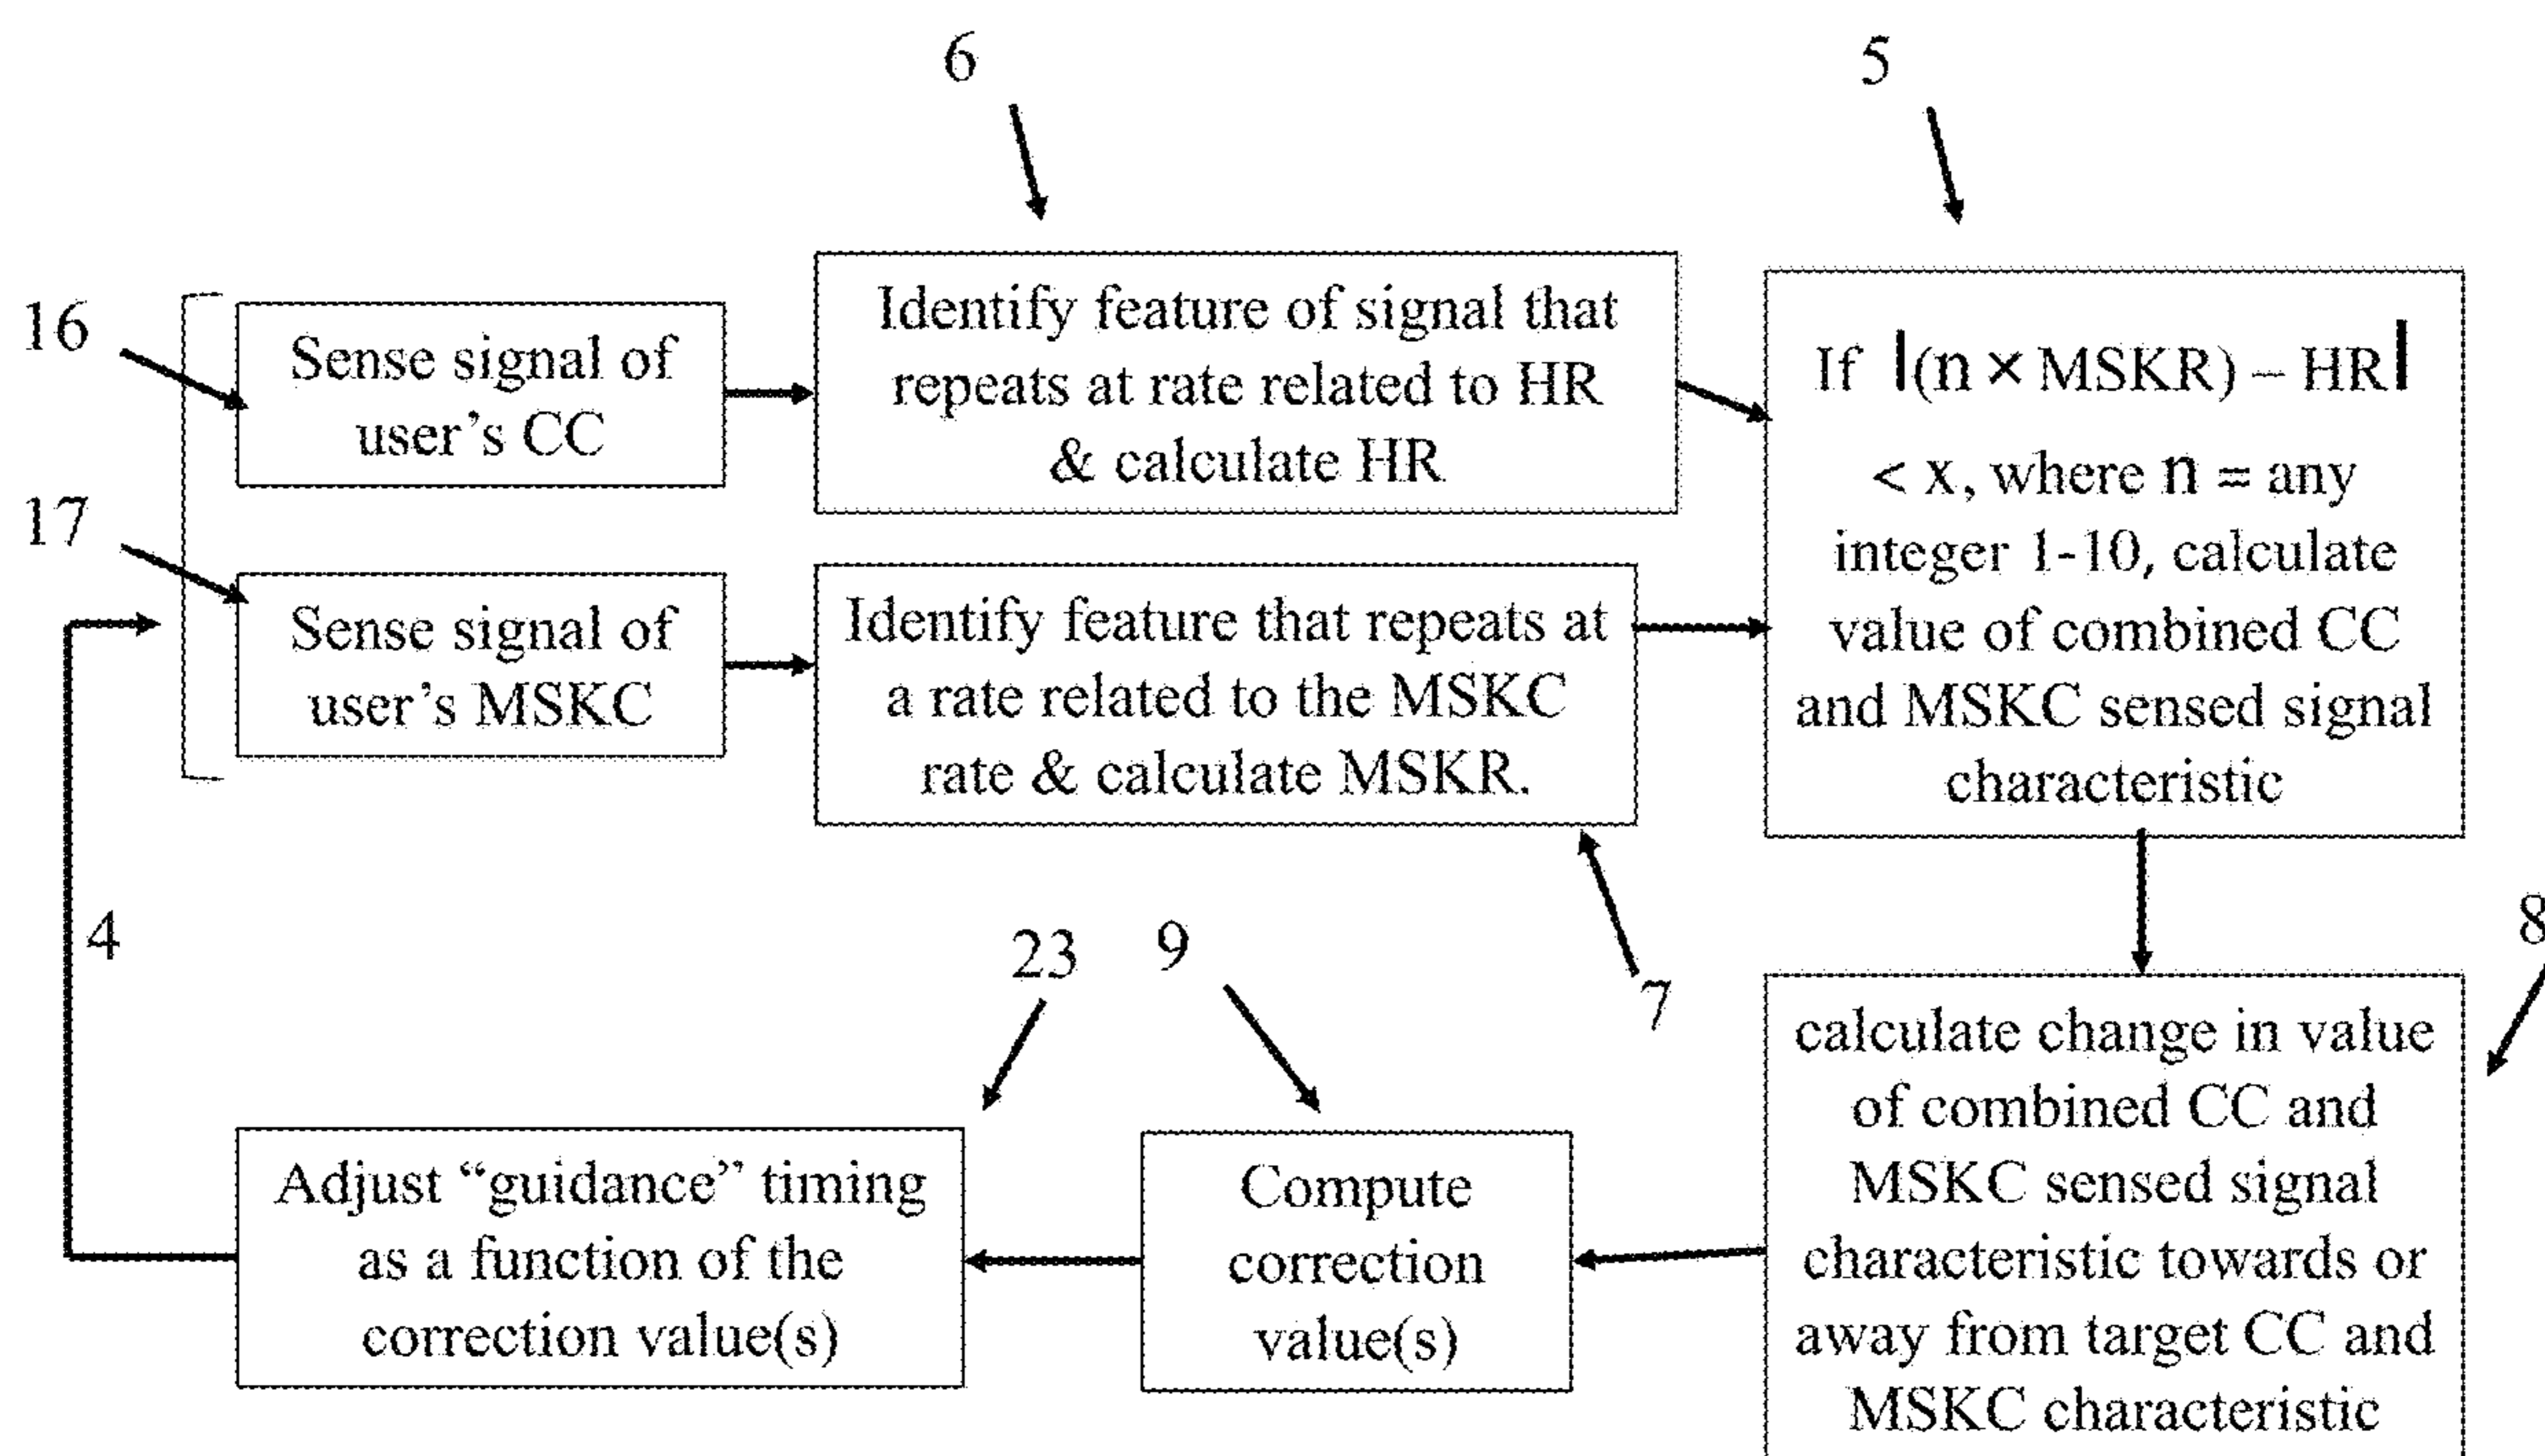 6
5
16
Sense signal of
user's CC
Identify feature of signal that
repeats at rate related to HR
& calculate HR
If |(n × MSKR) – HR|
< x, where n = any
integer 1-10, calculate
value of combined CC
and MSKC sensed signal
characteristic
17
Sense signal of
user's MSKC
Identify feature that repeats at
a rate related to the MSKC
rate & calculate MSKR.
4
23
9
7
8
Adjust “guidance” timing
as a function of the
correction value(s)
Compute
correction
value(s)
calculate change in value
of combined CC and
MSKC sensed signal
characteristic towards or
away from target CC and
MSKC characteristic